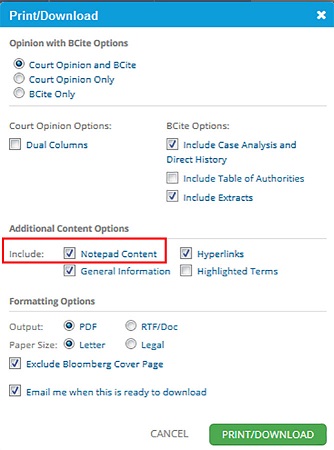 Print/Download ×
Opinion with BCite Options
Court Opinion and BCite
Court Opinion Only
BCite Only
Court Opinion Options:
Dual Columns
BCite Options:
Include Case Analysis and
Direct History
Include Table of Authorities
Include Extracts
Additional Content Options
Include: Notepad Content Hyperlinks
General Information Highlighted Terms
Formatting Options
Output: PDF RTF/Doc
Paper Size: Letter Legal
Exclude Bloomberg Cover Page
Email me when this is ready to download
CANCEL PRINT/DOWNLOAD